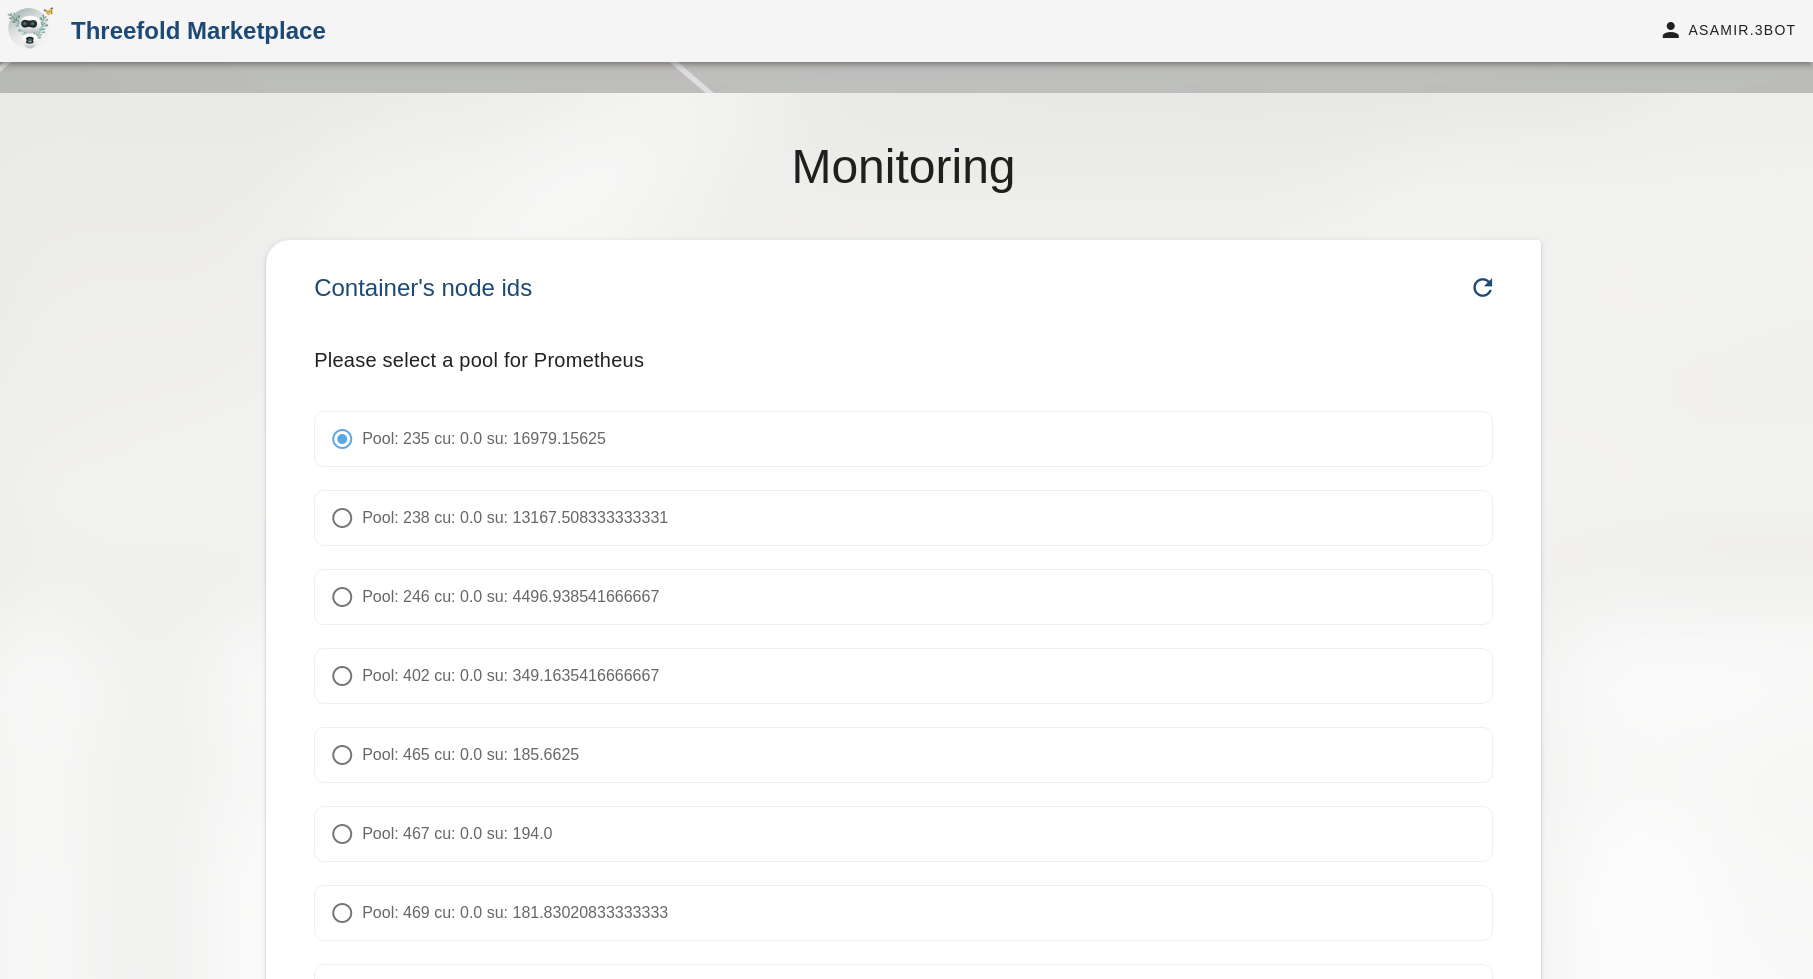 Threefold Marketplace
ASAMIR.3BOT
Monitoring
Container's node ids
Please select a pool for Prometheus
Pool: 235 cu: 0.0 su: 16979.15625
Pool: 238 cu: 0.0 su: 13167.508333333331
Pool: 246 cu: 0.0 su: 4496.938541666667
Pool: 402 cu: 0.0 su: 349.1635416666667
Pool: 465 cu: 0.0 su: 185.6625
Pool: 467 cu: 0.0 su: 194.0
Pool: 469 cu: 0.0 su: 181.83020833333333